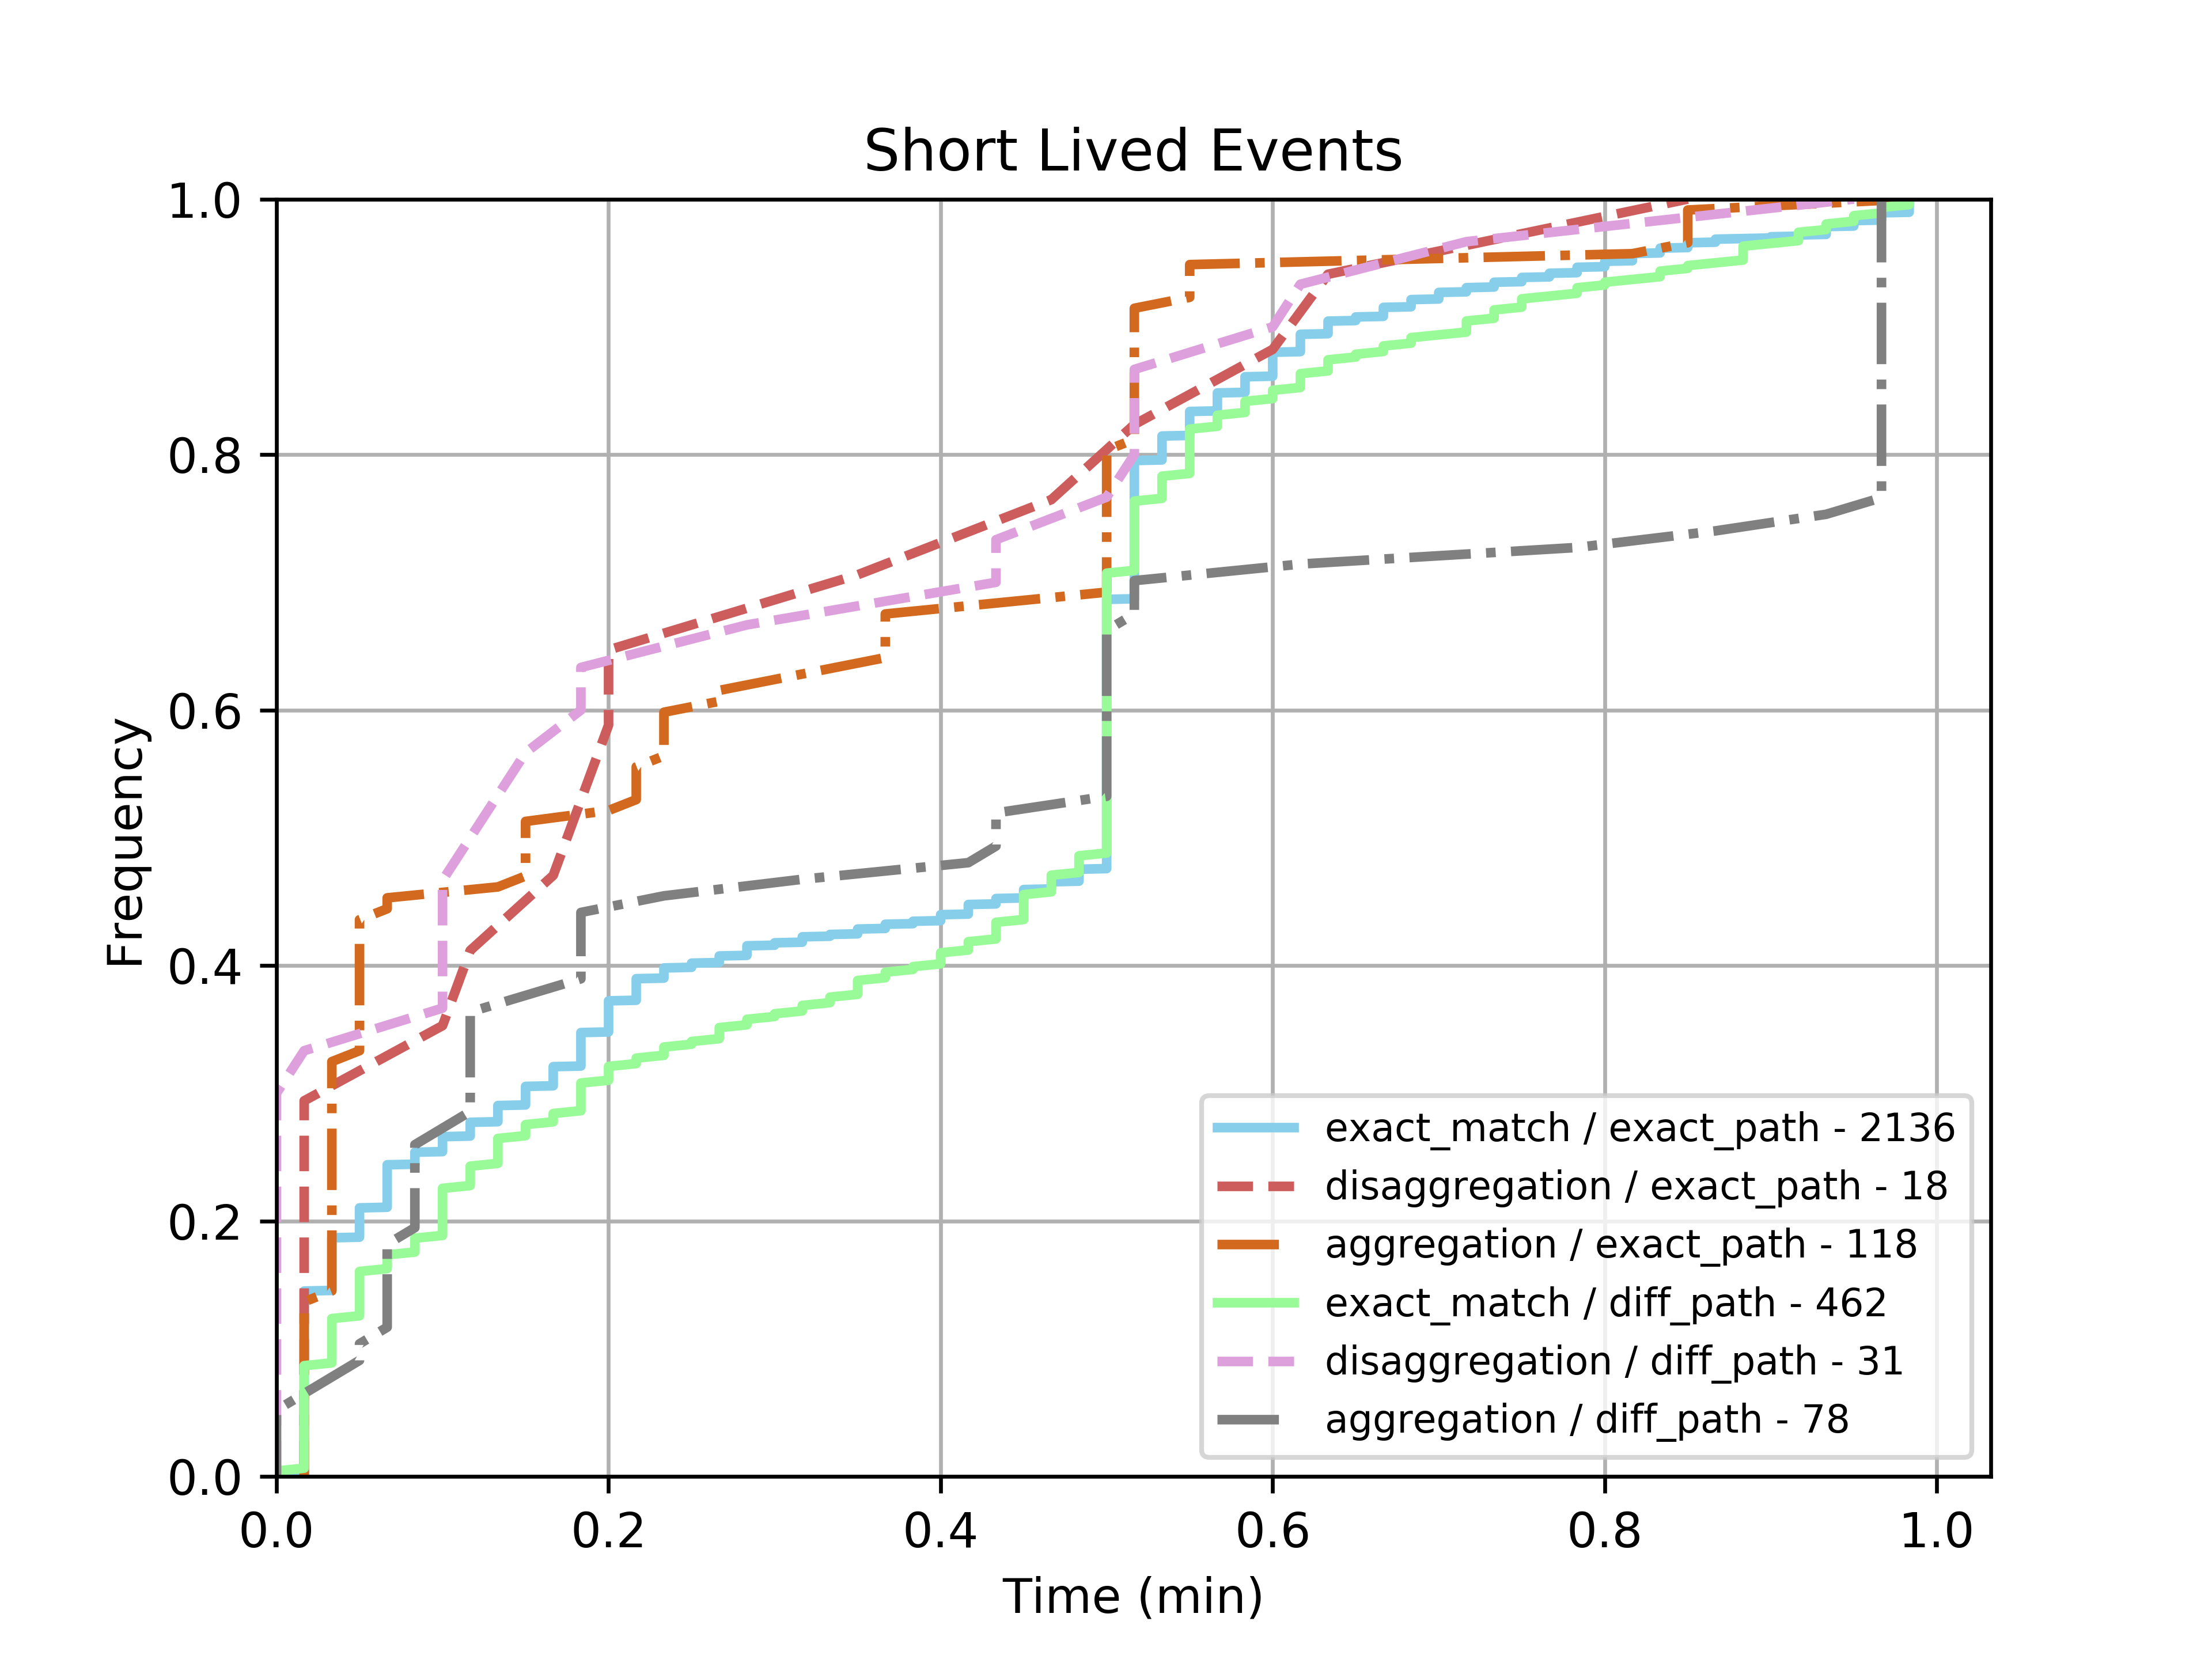 Short Lived Events
1.0
0.8
0.6
0.4
0.2
0.0
Frequency
exact_match / exact_path - 2136
disaggregation / exact_path - 18
aggregation / exact_path - 118
exact_match / diff_path - 462
disaggregation / diff_path - 31
aggregation / diff_path - 78
0.0 0.2 0.4 0.6 0.8 1.0
Time (min)